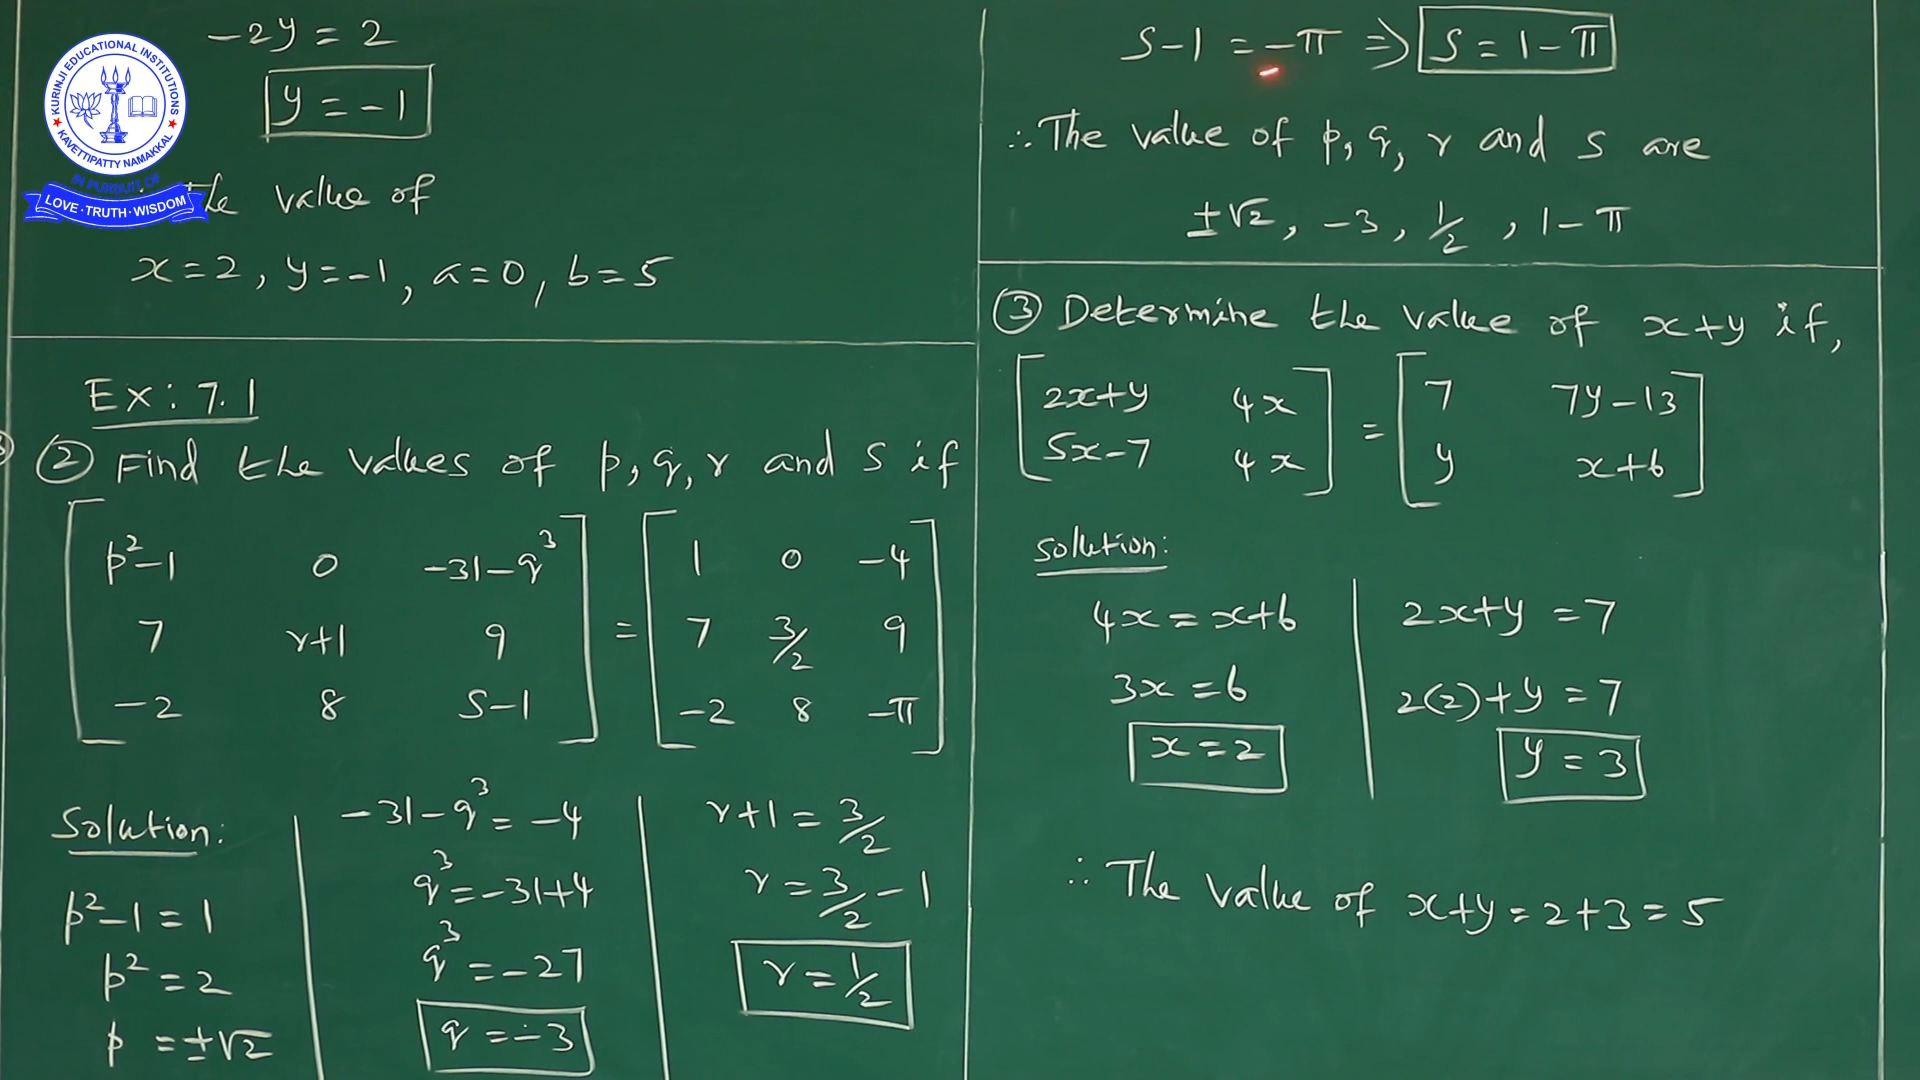 KURINJI EDUCATIONAL INSTITUTIONS
KAVETTIPATTY NAMAKKAL
IN PURSUIT OF
LOVE · TRUTH · WISDOM
-2y = 2
y = -1
the value of
x=2, y=-1, a=0, b=5
Ex: 7.1
② Find the values of p, q, r and s if
[ p²-1 0 -31-q³ ] = [ 1 0 -4 ]
[ 7 r+1 9 ] = [ 7 3/2 9 ]
[ -2 8 s-1 ] = [ -2 8 -π ]
Solution:
p²-1 = 1
p² = 2
p = ±√2
-31-q³ = -4
q³ = -31+4
q³ = -27
q = -3
r+1 = 3/2
r = 3/2 - 1
r = 1/2
s-1 = -π ⇒ s = 1-π
∴ The value of p, q, r and s are
±√2, -3, 1/2, 1-π
③ Determine the value of x+y if,
[ 2x+y 4x ] = [ 7 7y-13 ]
[ 5x-7 4x ] = [ y x+6 ]
Solution:
4x = x+6
3x = 6
x = 2
2x+y = 7
2(2)+y = 7
y = 3
∴ The value of x+y = 2+3 = 5